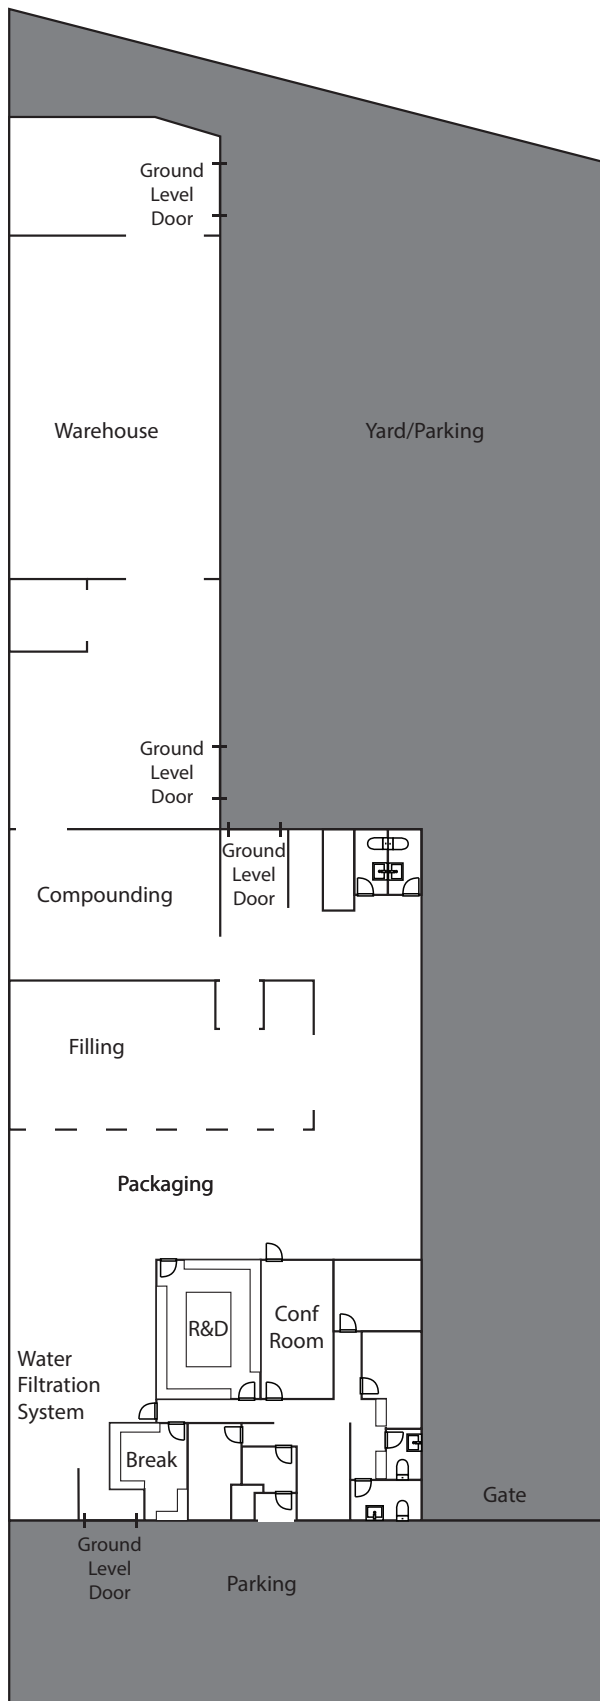 Ground
Level
Door
Warehouse
Yard/Parking
Ground
Level
Door
Ground
Level
Door
Compounding
Filling
Packaging
R&D
Conf
Room
Water
Filtration
System
Break
Gate
Ground
Level
Door
Parking